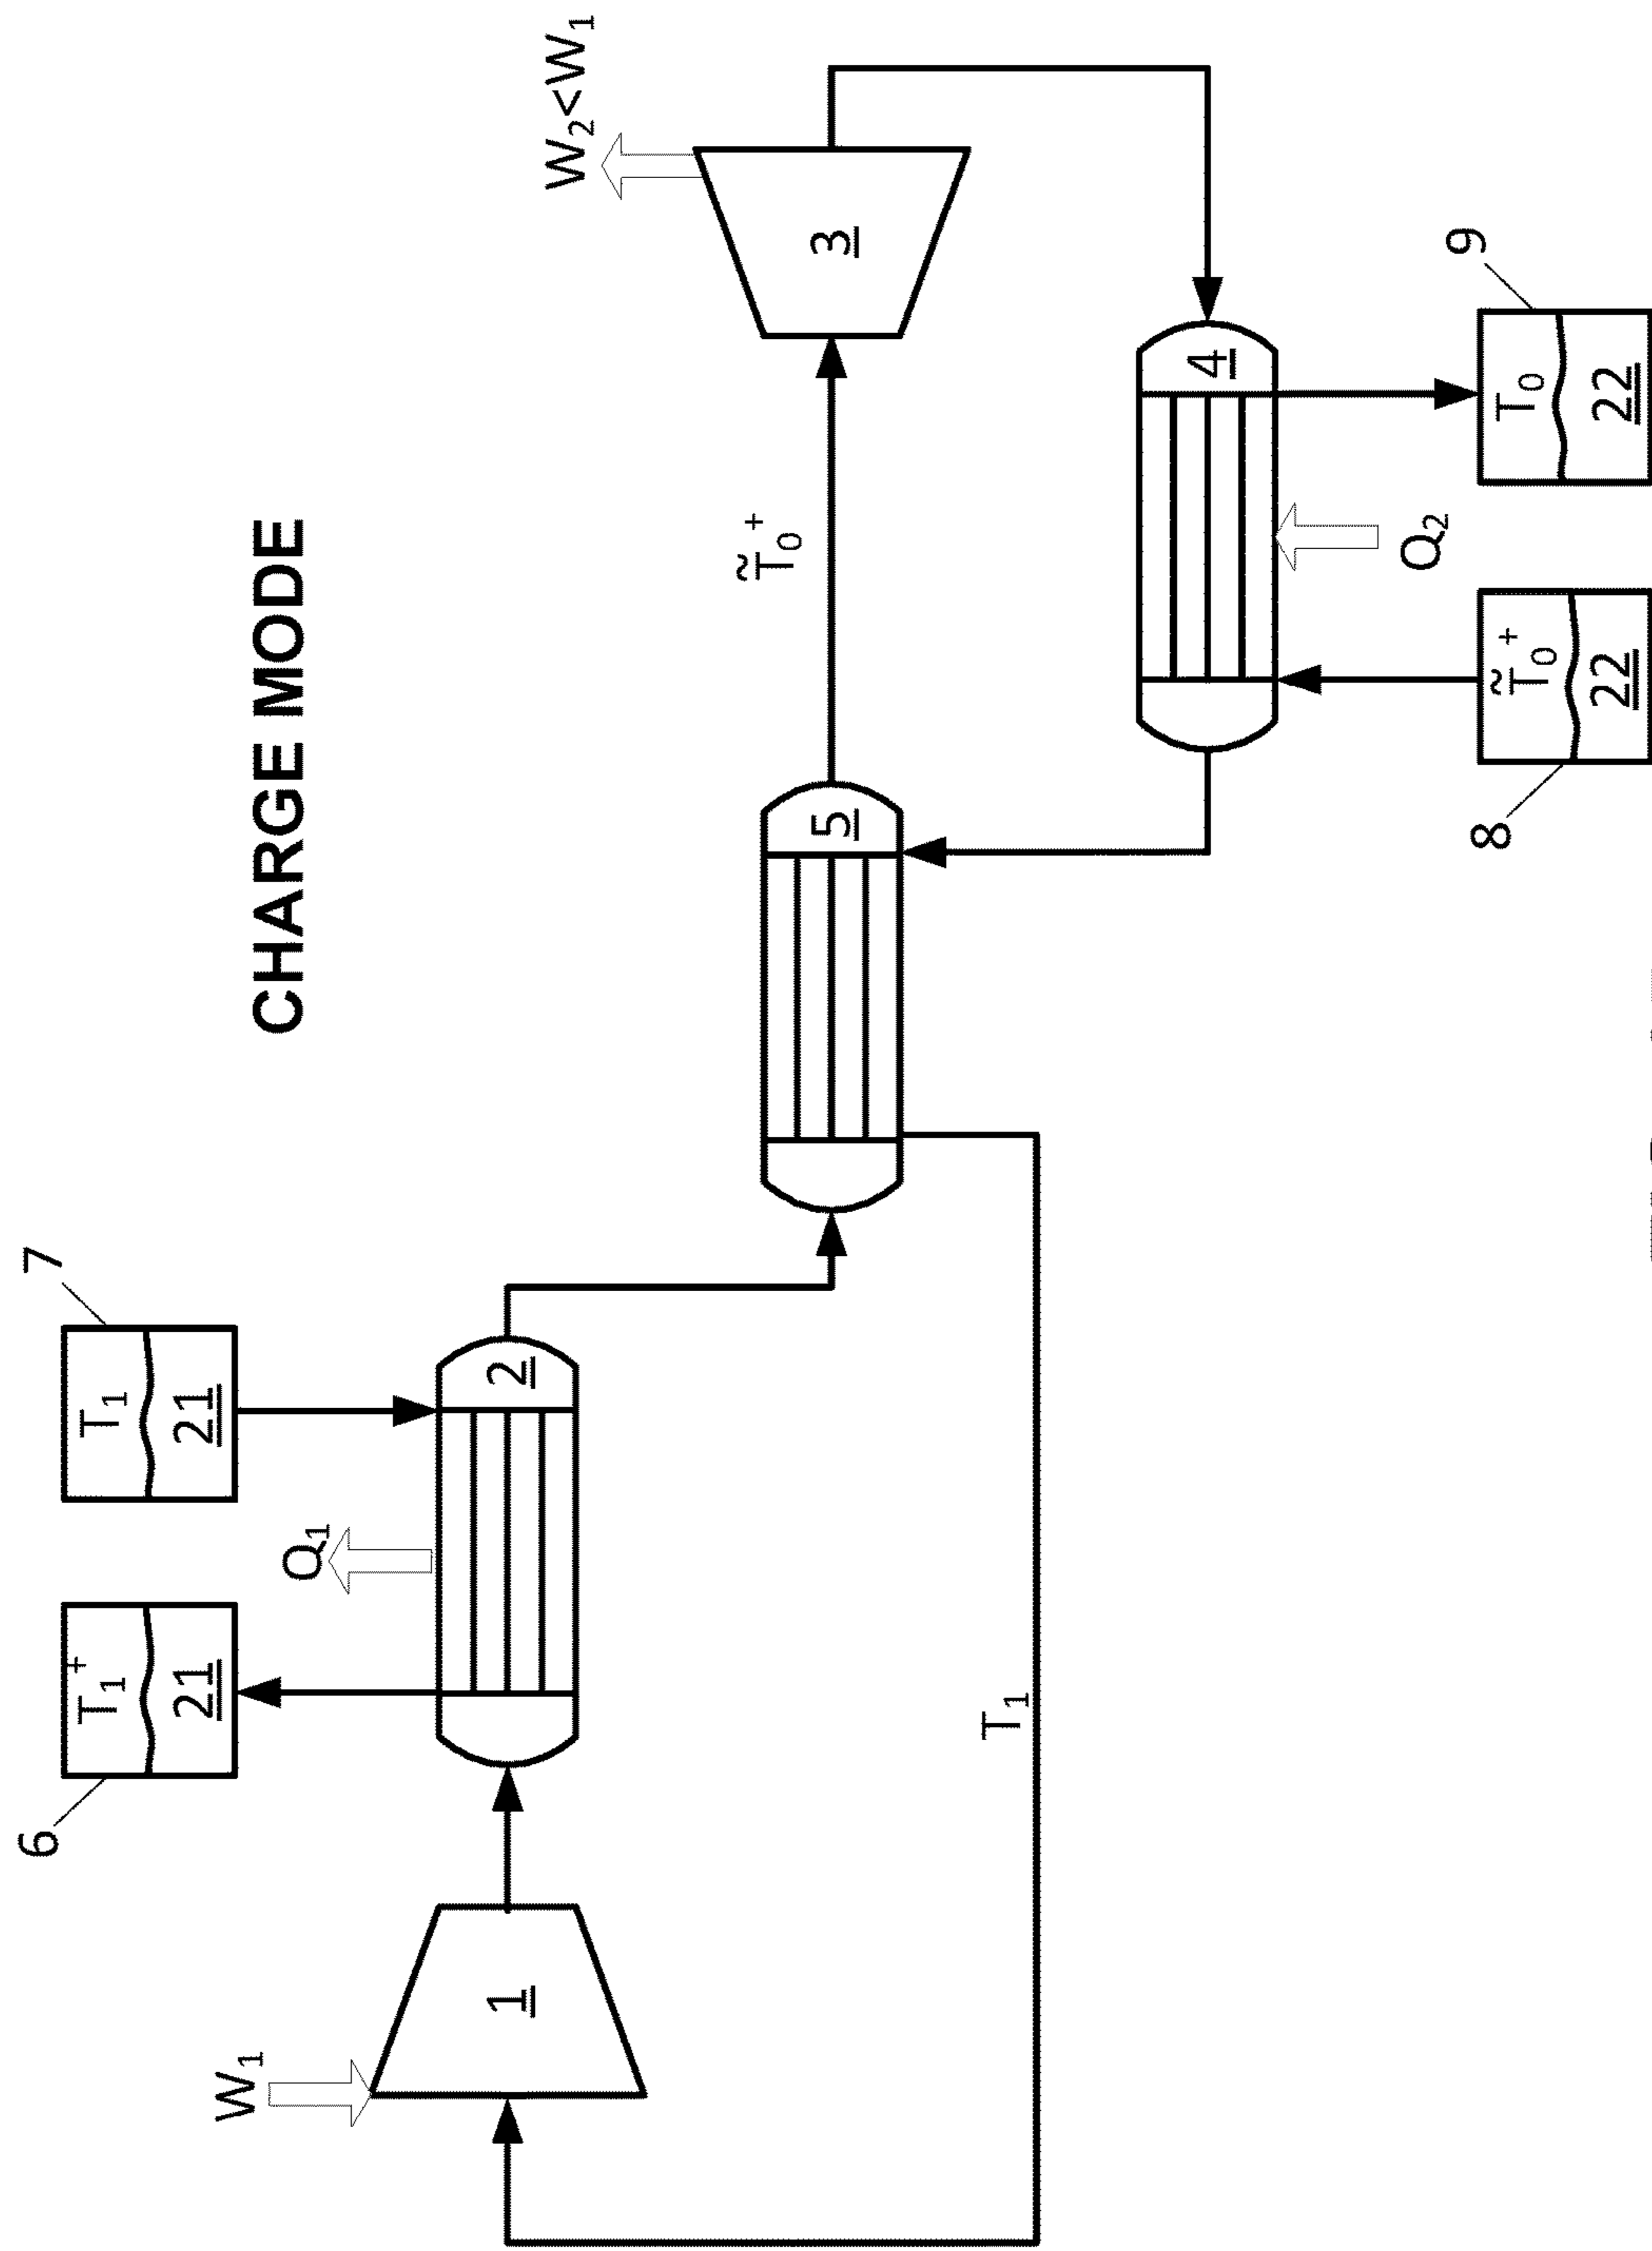 CHARGE MODE
6
7
T₁⁺
T₁
21
21
W₁
Q₁
1
2
W₂<W₁
T̃₀⁺
5
3
T₁
4
Q₂
8
9
T̃₀⁺
T₀
22
22